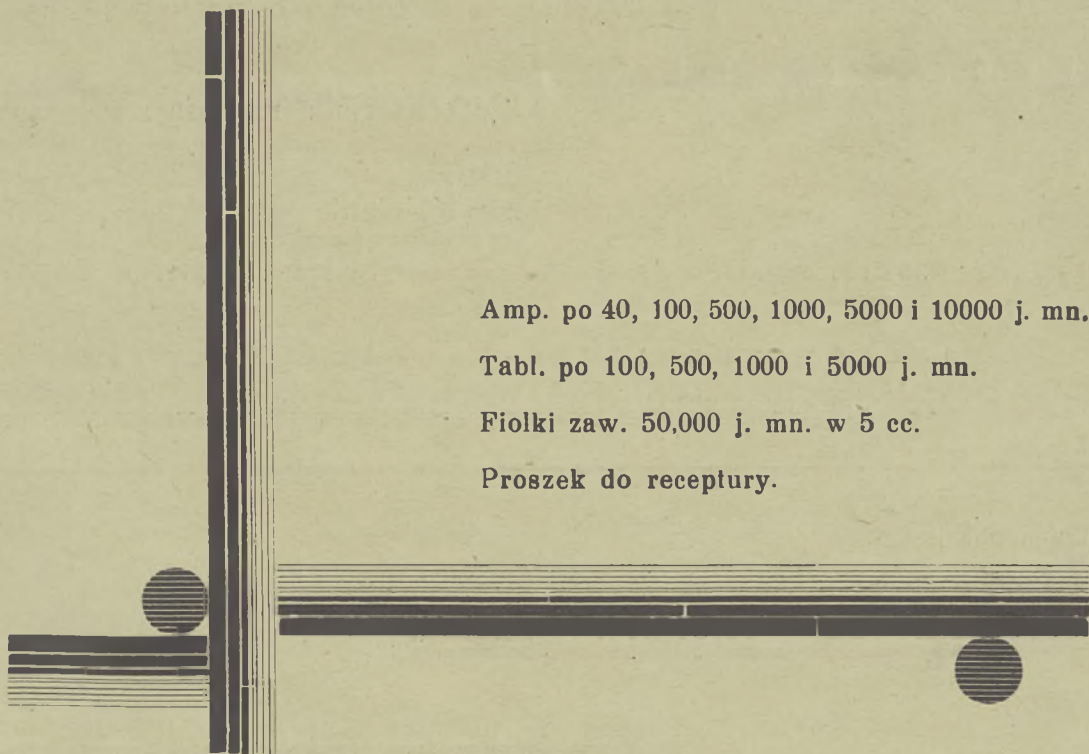 Amp. po 40, 100, 500, 1000, 5000 i 10000 j. mn.
Tabl. po 100, 500, 1000 i 5000 j. mn.
Fiolki zaw. 50,000 j. mn. w 5 cc.
Proszek do receptury.